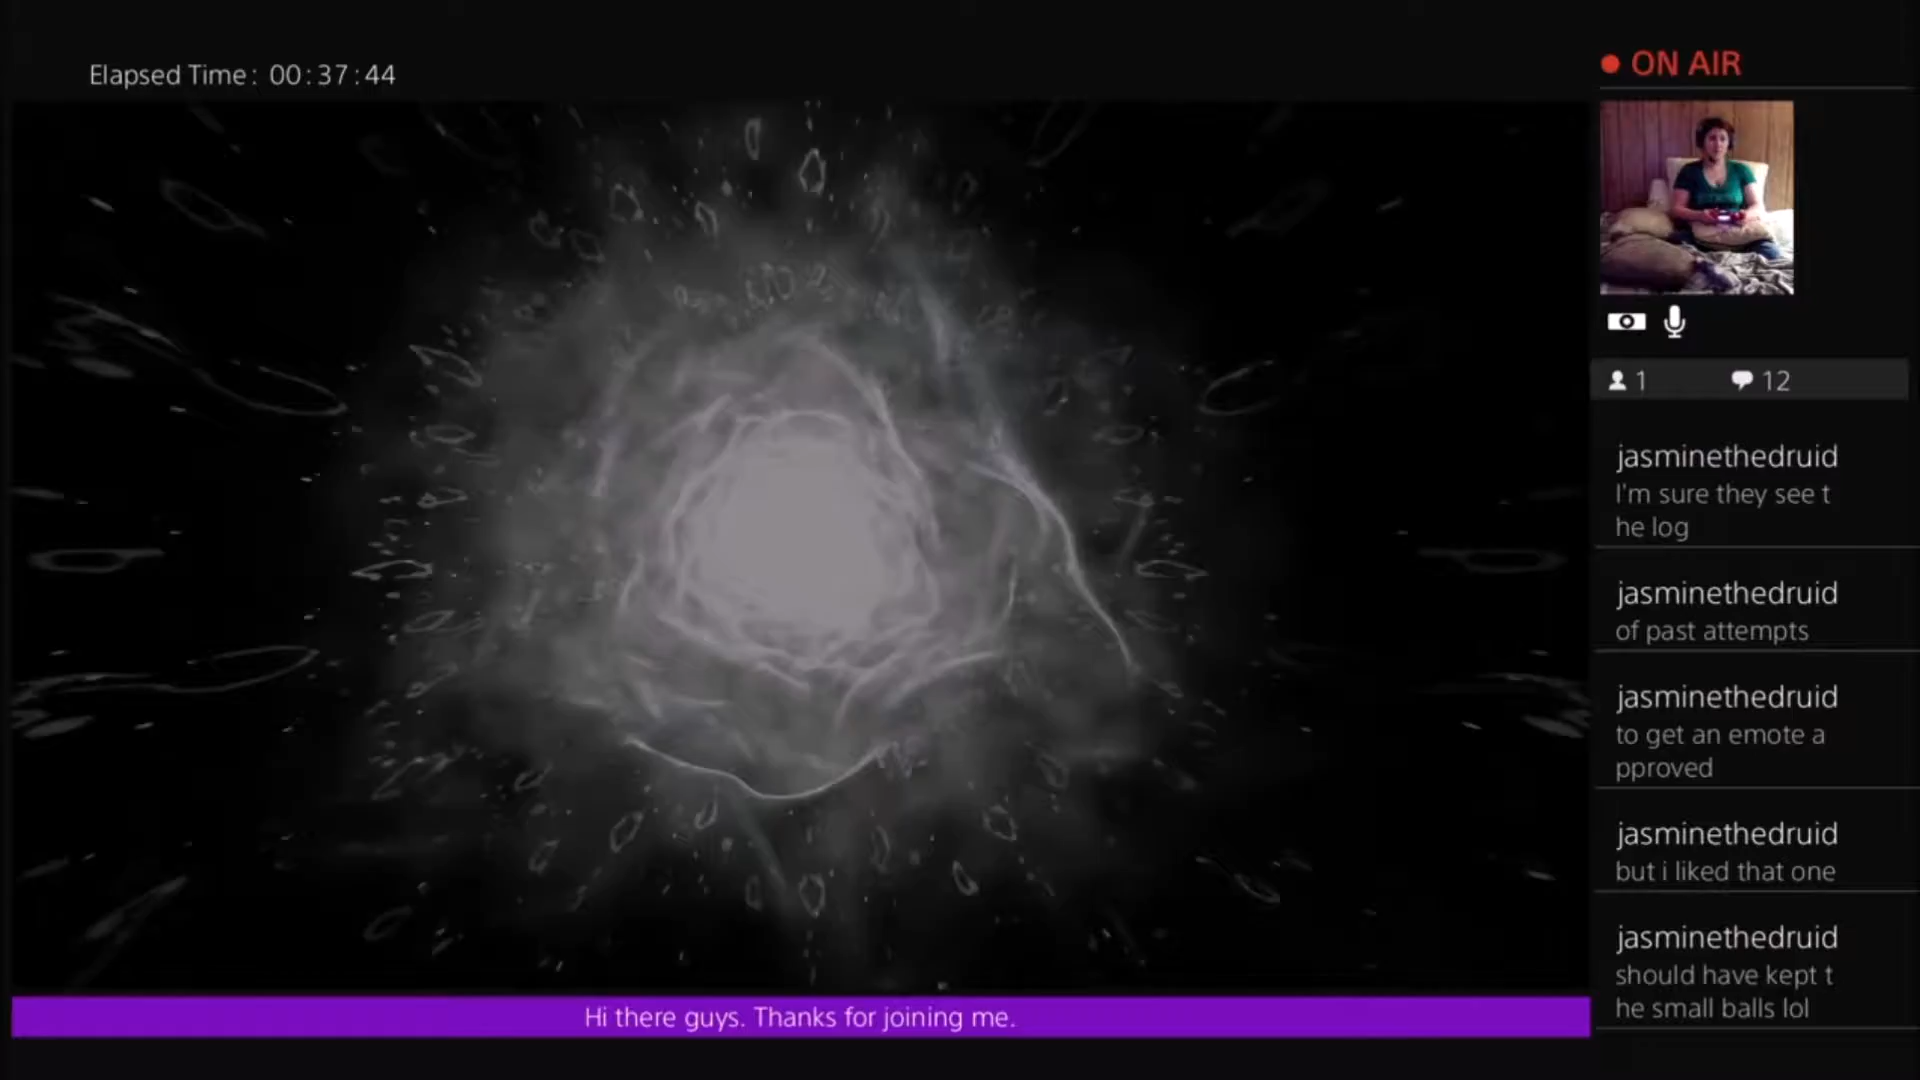 Elapsed Time: 00:37:44
ON AIR
1 12
jasminethedruid
I'm sure they see t
he log
jasminethedruid
of past attempts
jasminethedruid
to get an emote a
pproved
jasminethedruid
but i liked that one
jasminethedruid
should have kept t
he small balls lol
Hi there guys. Thanks for joining me.